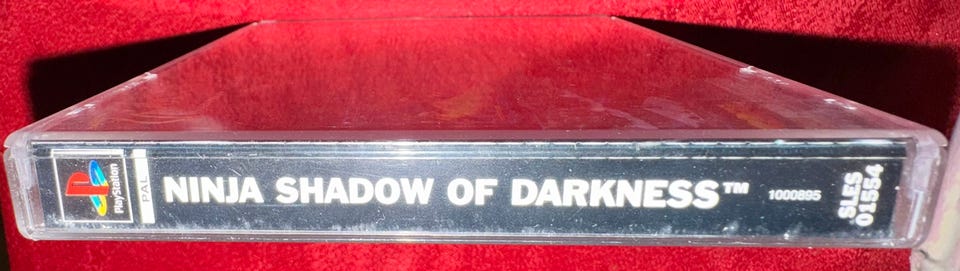 PlayStation
PAL
NINJA SHADOW OF DARKNESS™
1000895
SLES
01554